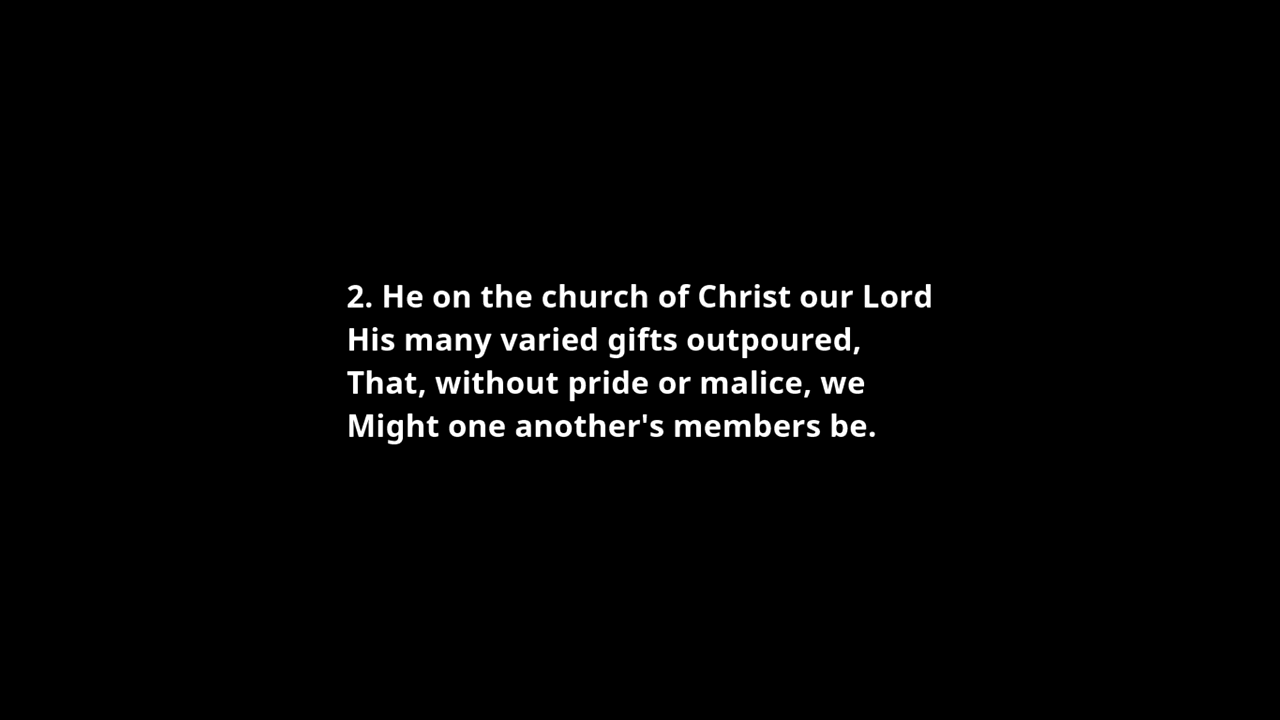 2. He on the church of Christ our Lord
His many varied gifts outpoured,
That, without pride or malice, we
Might one another's members be.